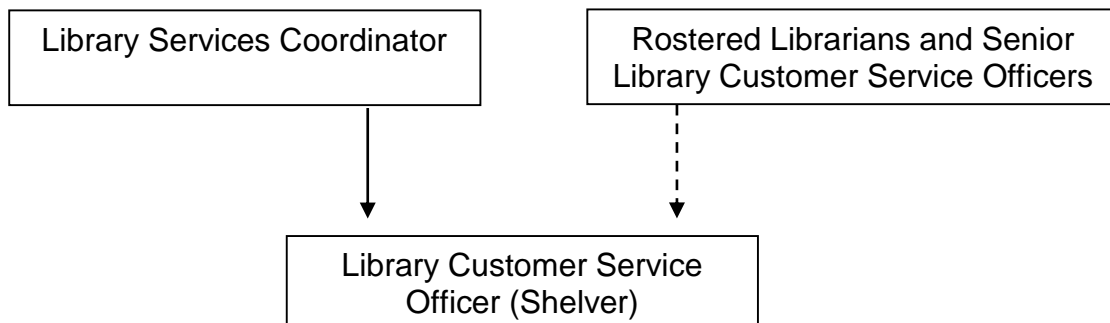 Library Services Coordinator
Rostered Librarians and Senior
Library Customer Service Officers
Library Customer Service
Officer (Shelver)